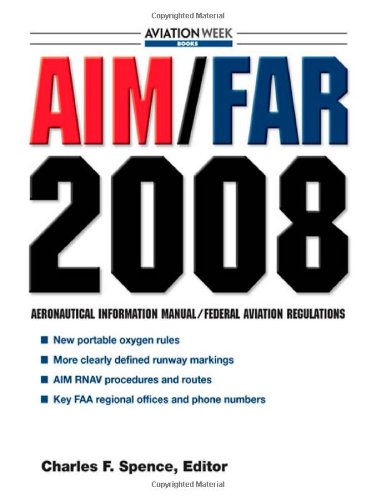 AVIATION WEEK
BOOKS
AIM/FAR
2008
AERONAUTICAL INFORMATION MANUAL/FEDERAL AVIATION REGULATIONS
New portable oxygen rules
More clearly defined runway markings
AIM RNAV procedures and routes
Key FAA regional offices and phone numbers
Charles F. Spence, Editor
Copyrighted Material